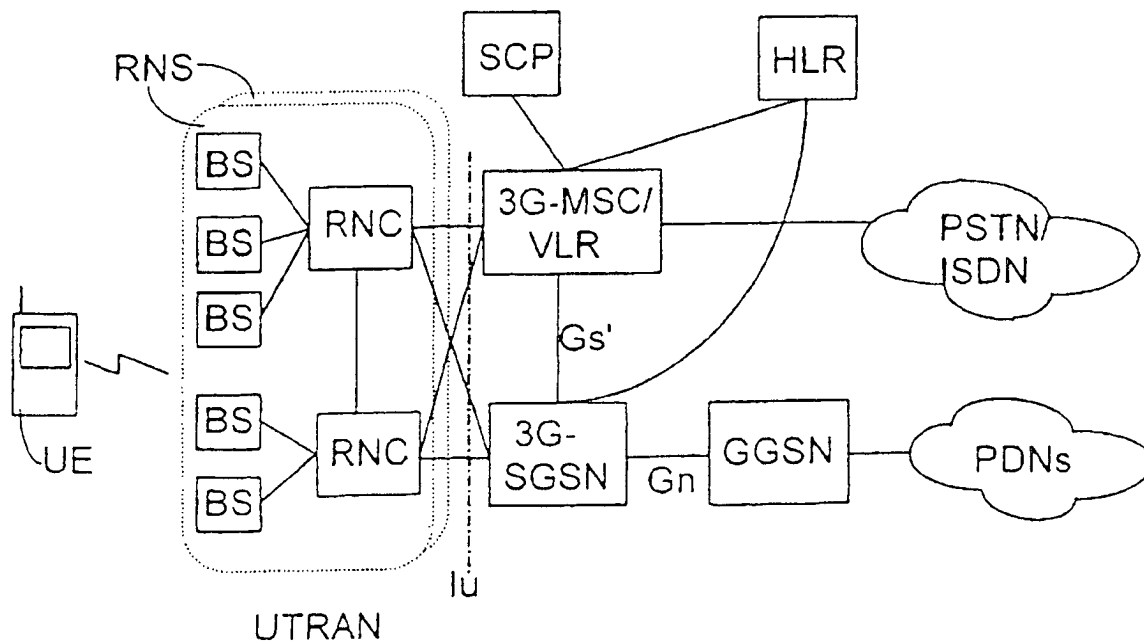 RNS
SCP
HLR
BS
BS
BS
RNC
3G-MSC/
VLR
PSTN/
ISDN
Gs'
UE
BS
BS
RNC
3G-
SGSN
Gn
GGSN
PDNs
Iu
UTRAN